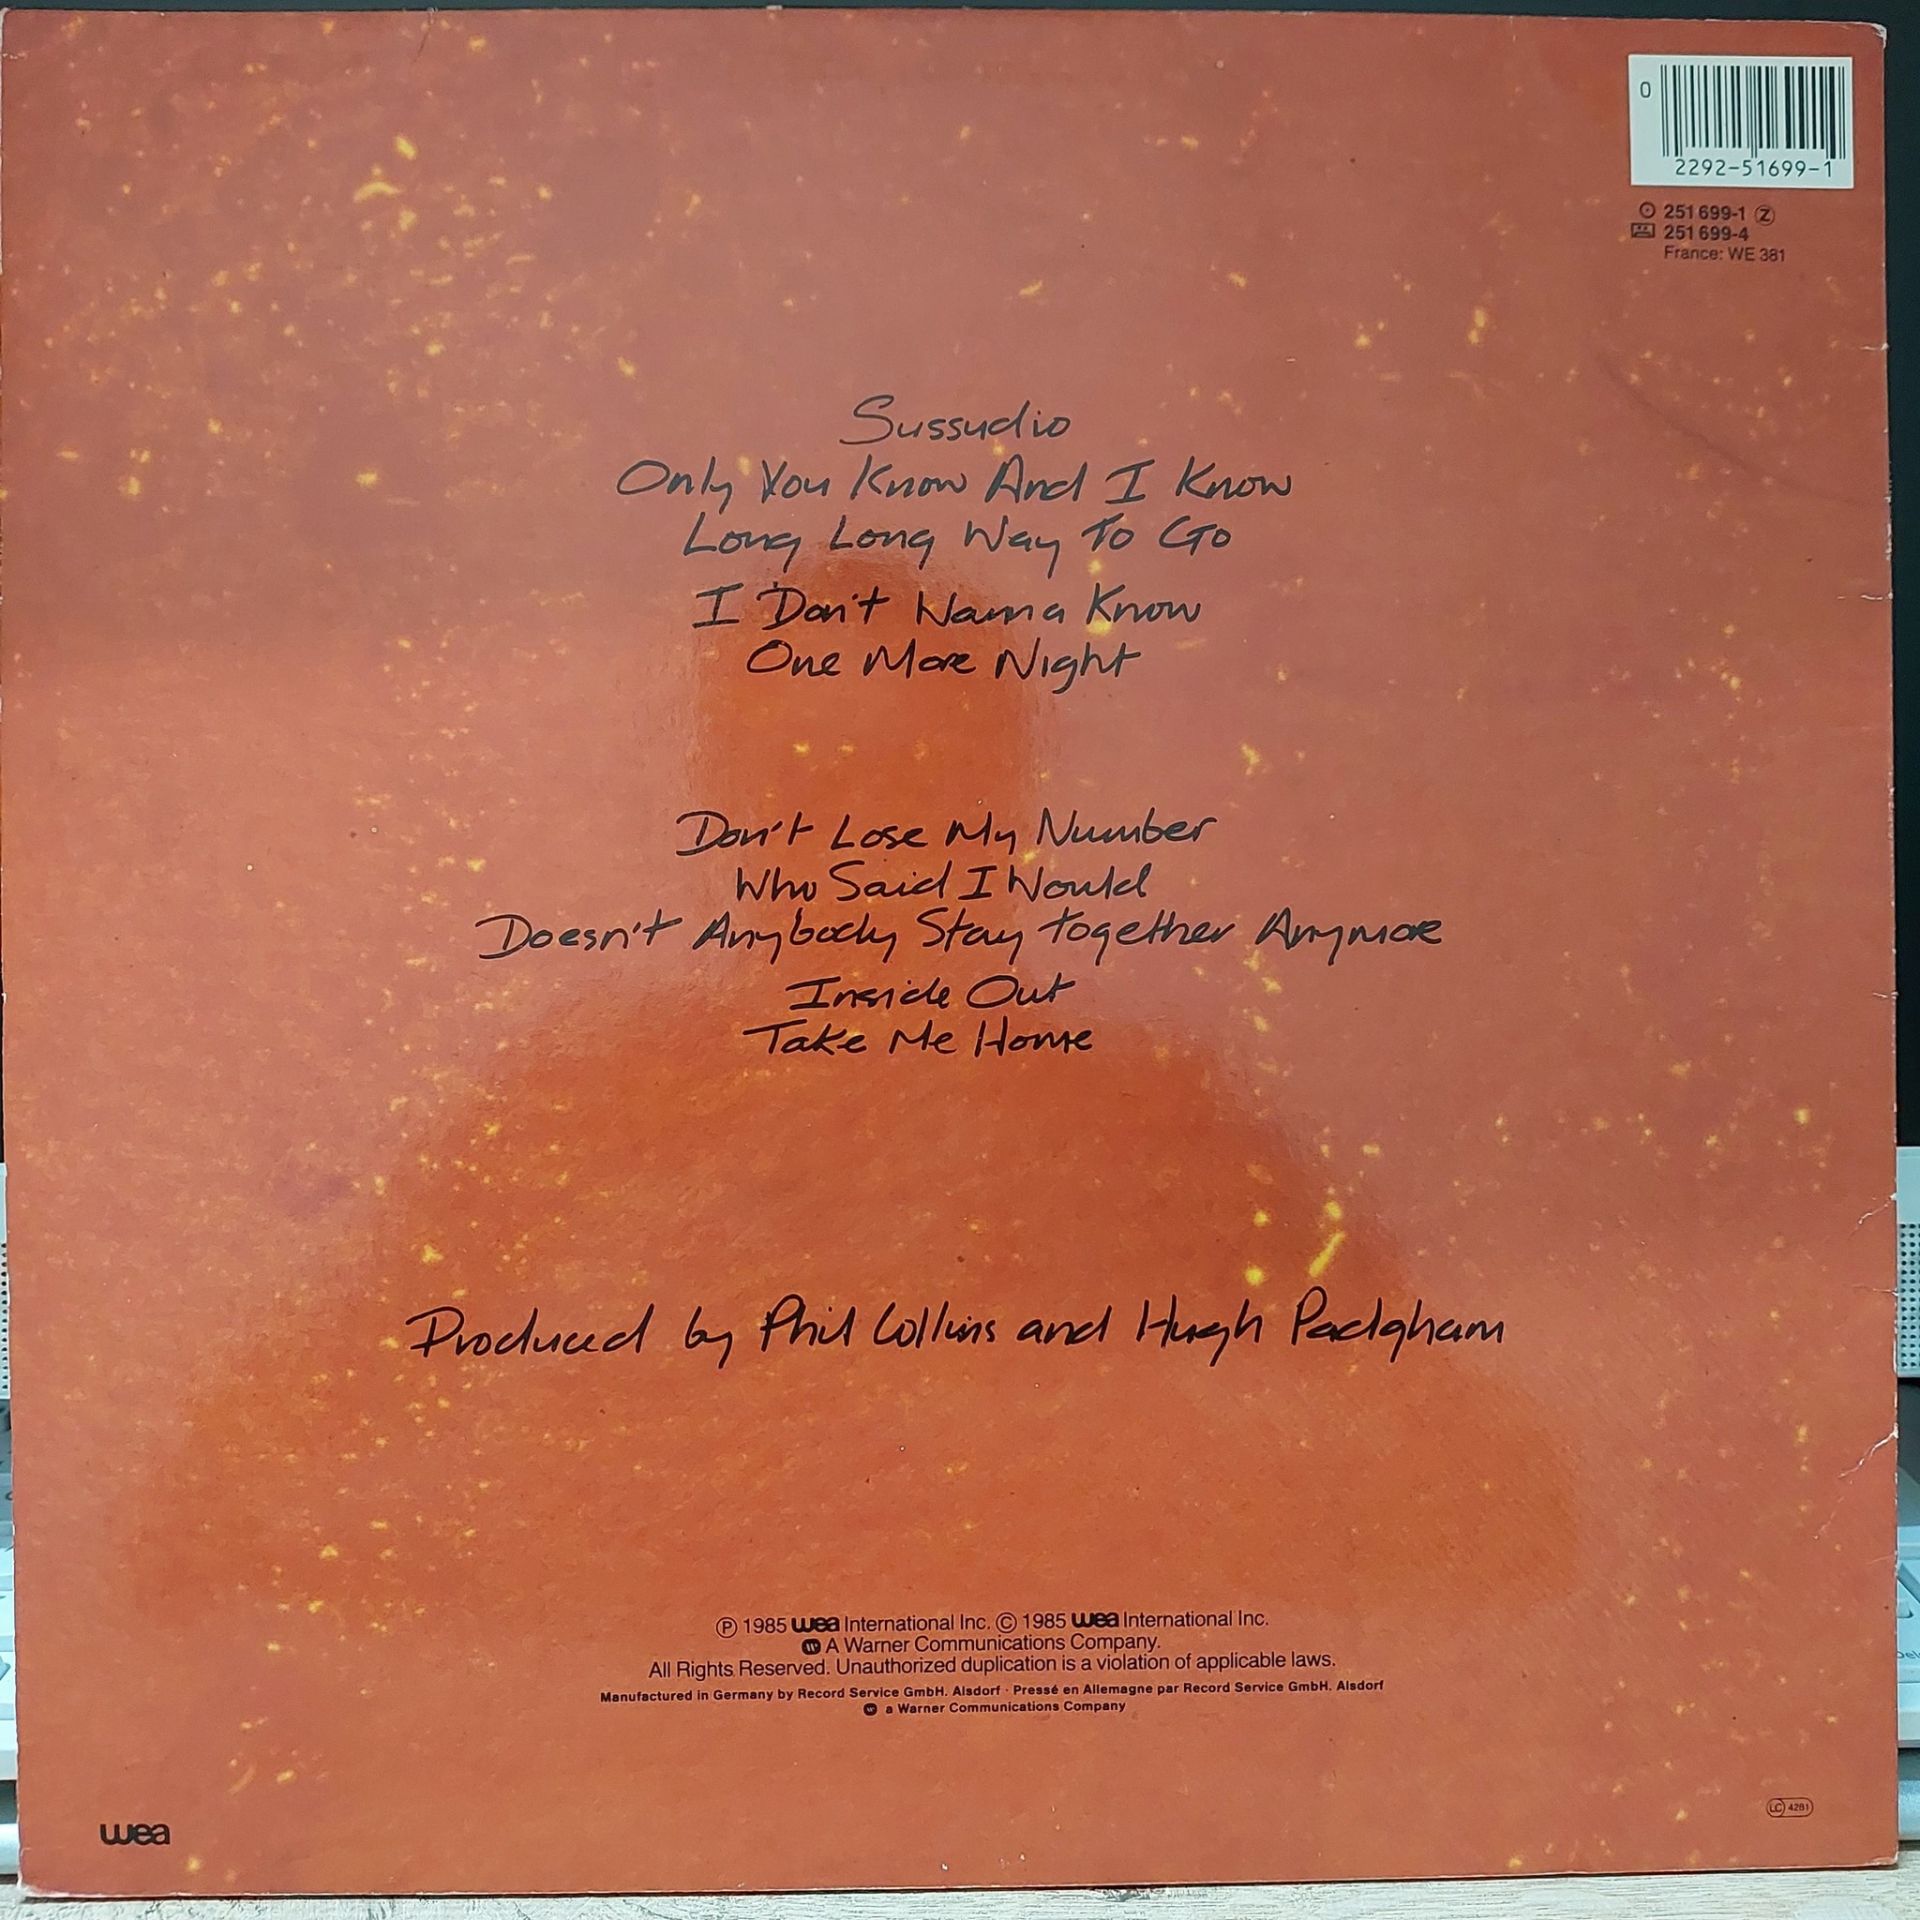 0
2292-51699-1
251 699-1 Z
251 699-4
France: WE 381
Sussudio
Only You Know And I Know
Long Long Way To Go
I Don't Wanna Know
One More Night
Don't Lose My Number
Who Said I Would
Doesn't Anybody Stay together Anymore
Inside Out
Take Me Home
Produced by Phil Collins and Hugh Padgham
Ⓟ 1985 wea International Inc. © 1985 wea International Inc.
A Warner Communications Company.
All Rights Reserved. Unauthorized duplication is a violation of applicable laws.
Manufactured in Germany by Record Service GmbH. Alsdorf · Pressé en Allemagne par Record Service GmbH. Alsdorf
a Warner Communications Company
wea
LC 4281